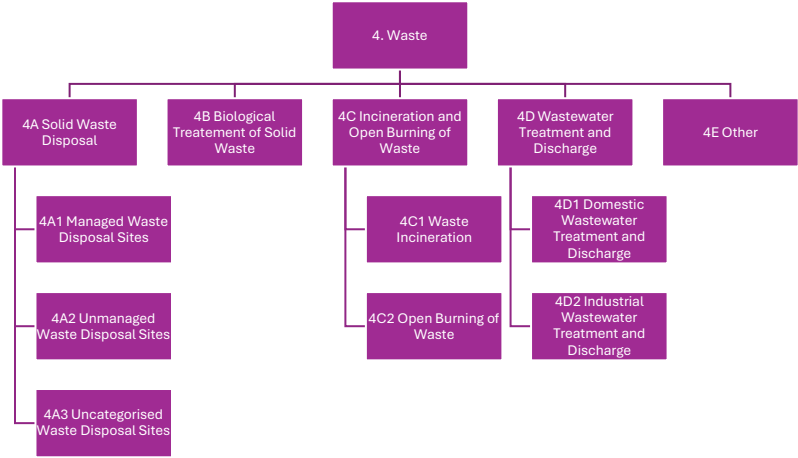 4. Waste
4A Solid Waste
Disposal
4B Biological
Treatement of Solid
Waste
4C Incineration and
Open Burning of
Waste
4D Wastewater
Treatment and
Discharge
4E Other
4A1 Managed Waste
Disposal Sites
4A2 Unmanaged
Waste Disposal Sites
4A3 Uncategorised
Waste Disposal Sites
4C1 Waste
Incineration
4C2 Open Burning of
Waste
4D1 Domestic
Wastewater
Treatment and
Discharge
4D2 Industrial
Wastewater
Treatment and
Discharge